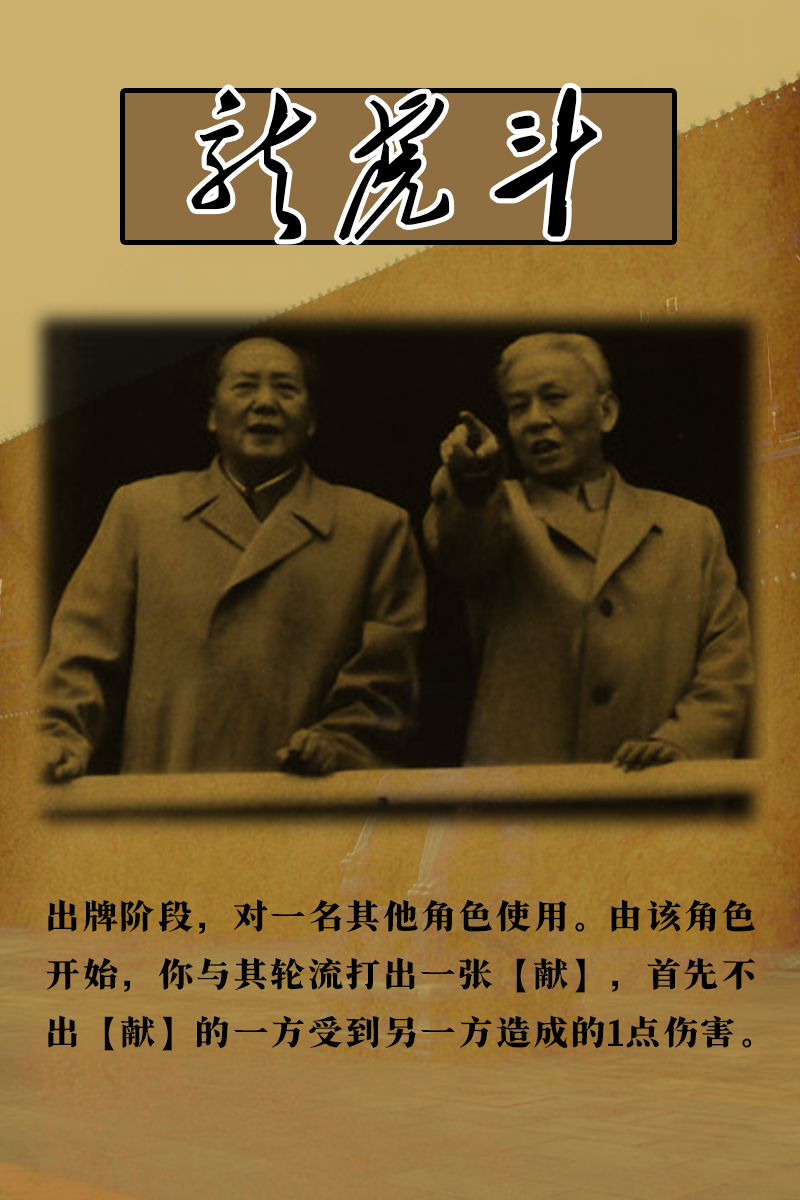 龙虎斗
出牌阶段，对一名其他角色使用。由该角色
开始，你与其轮流打出一张【献】，首先不
出【献】的一方受到另一方造成的1点伤害。